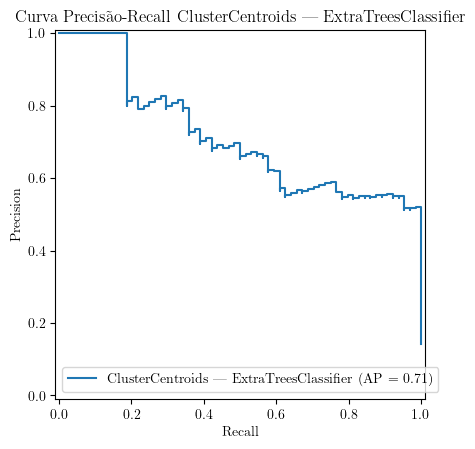 Curva Precisão-Recall ClusterCentroids — ExtraTreesClassifier
1.0
0.8
0.6
0.4
0.2
0.0
Precision
ClusterCentroids — ExtraTreesClassifier (AP = 0.71)
0.0 0.2 0.4 0.6 0.8 1.0
Recall